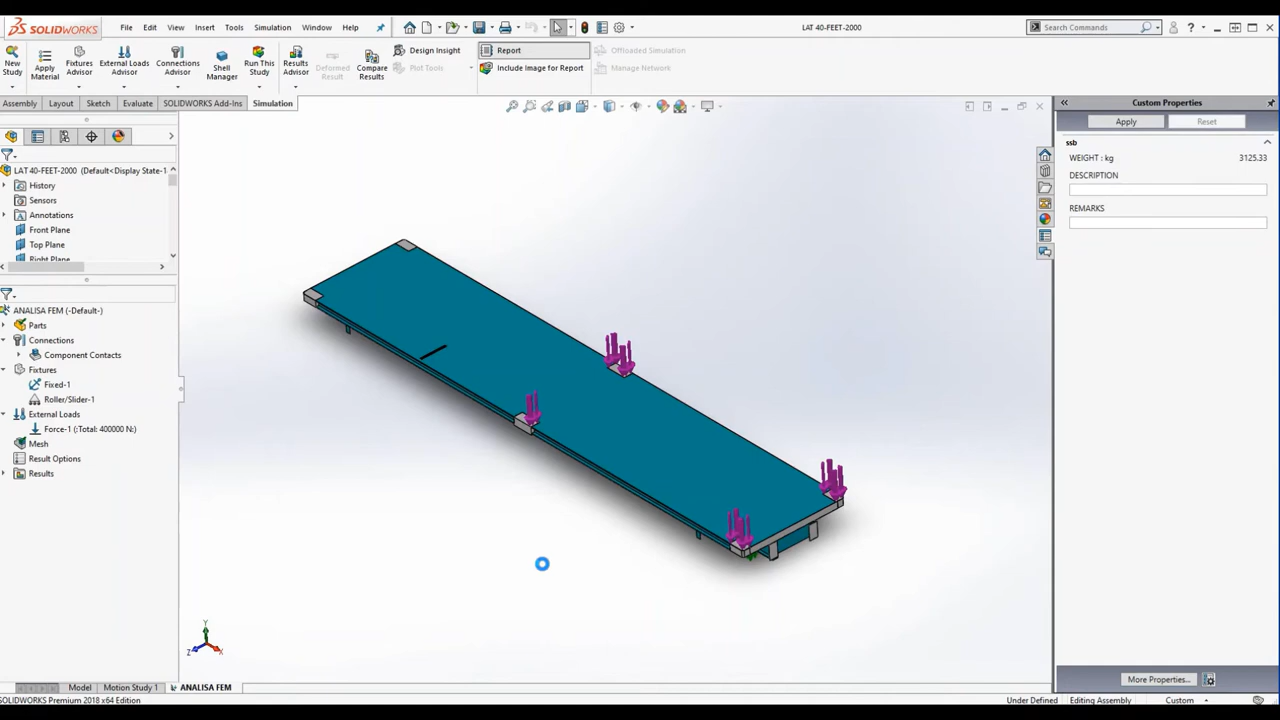 SOLIDWORKS File Edit View Insert Tools Simulation Window Help LAT 40-FEET-2000 Search Commands
New Study
Apply Material
Fixtures Advisor
External Loads Advisor
Connections Advisor
Shell Manager
Run This Study
Results Advisor
Deformed Result
Compare Results
Design Insight
Plot Tools
Report
Include Image for Report
Offloaded Simulation
Manage Network
Assembly Layout Sketch Evaluate SOLIDWORKS Add-Ins Simulation
LAT 40-FEET-2000 (Default<Display State-1
History
Sensors
Annotations
Front Plane
Top Plane
Right Plane
ANALISA FEM (-Default-)
Parts
Connections
Component Contacts
Fixtures
Fixed-1
Roller/Slider-1
External Loads
Force-1 (:Total: 400000 N:)
Mesh
Result Options
Results
Y
Z X
Custom Properties
Apply Reset
ssb
WEIGHT : kg 3125.33
DESCRIPTION
REMARKS
More Properties...
Model Motion Study 1 ANALISA FEM
SOLIDWORKS Premium 2018 x64 Edition Under Defined Editing Assembly Custom